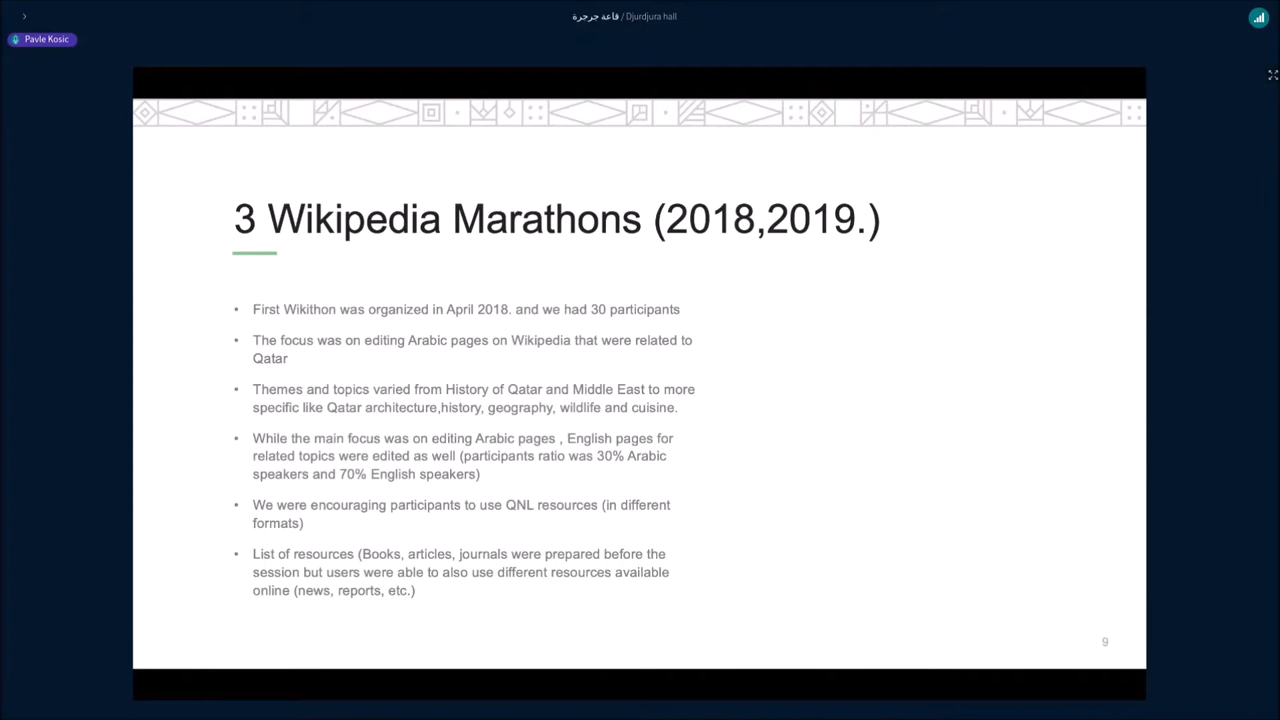 قاعة جرجرة / Djurdjura hall
Pavle Kosic
3 Wikipedia Marathons (2018,2019.)
• First Wikithon was organized in April 2018. and we had 30 participants
• The focus was on editing Arabic pages on Wikipedia that were related to
Qatar
• Themes and topics varied from History of Qatar and Middle East to more
specific like Qatar architecture,history, geography, wildlife and cuisine.
• While the main focus was on editing Arabic pages , English pages for
related topics were edited as well (participants ratio was 30% Arabic
speakers and 70% English speakers)
• We were encouraging participants to use QNL resources (in different
formats)
• List of resources (Books, articles, journals were prepared before the
session but users were able to also use different resources available
online (news, reports, etc.)
9